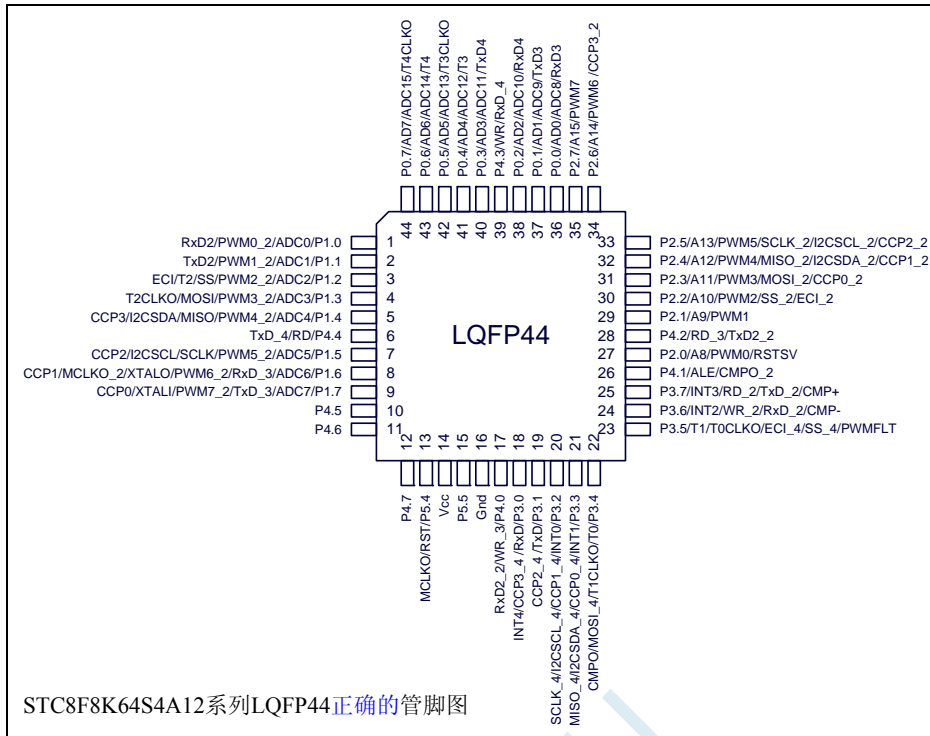 P0.7/AD7/ADC15/T4CLKO
P0.6/AD6/ADC14/T4
P0.5/AD5/ADC13/T3CLKO
P0.4/AD4/ADC12/T3
P0.3/AD3/ADC11/TxD4
P4.3/WR/RxD_4
P0.2/AD2/ADC10/RxD4
P0.1/AD1/ADC9/TxD3
P0.0/AD0/ADC8/RxD3
P2.7/A15/PWM7
P2.6/A14/PWM6 /CCP3_2
44
43
42
41
40
39
38
37
36
35
34
RxD2/PWM0_2/ADC0/P1.0 1
TxD2/PWM1_2/ADC1/P1.1 2
ECI/T2/SS/PWM2_2/ADC2/P1.2 3
T2CLKO/MOSI/PWM3_2/ADC3/P1.3 4
CCP3/I2CSDA/MISO/PWM4_2/ADC4/P1.4 5
TxD_4/RD/P4.4 6
CCP2/I2CSCL/SCLK/PWM5_2/ADC5/P1.5 7
CCP1/MCLKO_2/XTALO/PWM6_2/RxD_3/ADC6/P1.6 8
CCP0/XTALI/PWM7_2/TxD_3/ADC7/P1.7 9
P4.5 10
P4.6 11
LQFP44
33 P2.5/A13/PWM5/SCLK_2/I2CSCL_2/CCP2_2
32 P2.4/A12/PWM4/MISO_2/I2CSDA_2/CCP1_2
31 P2.3/A11/PWM3/MOSI_2/CCP0_2
30 P2.2/A10/PWM2/SS_2/ECI_2
29 P2.1/A9/PWM1
28 P4.2/RD_3/TxD2_2
27 P2.0/A8/PWM0/RSTSV
26 P4.1/ALE/CMPO_2
25 P3.7/INT3/RD_2/TxD_2/CMP+
24 P3.6/INT2/WR_2/RxD_2/CMP-
23 P3.5/T1/T0CLKO/ECI_4/SS_4/PWMFLT
12
13
14
15
16
17
18
19
20
21
22
P4.7
MCLKO/RST/P5.4
Vcc
P5.5
Gnd
RxD2_2/WR_3/P4.0
INT4/CCP3_4 /RxD/P3.0
CCP2_4 /TxD/P3.1
SCLK_4/I2CSCL_4/CCP1_4/INT0/P3.2
MISO_4/I2CSDA_4/CCP0_4/INT1/P3.3
CMPO/MOSI_4/T1CLKO/T0/P3.4
STC8F8K64S4A12系列LQFP44正确的管脚图